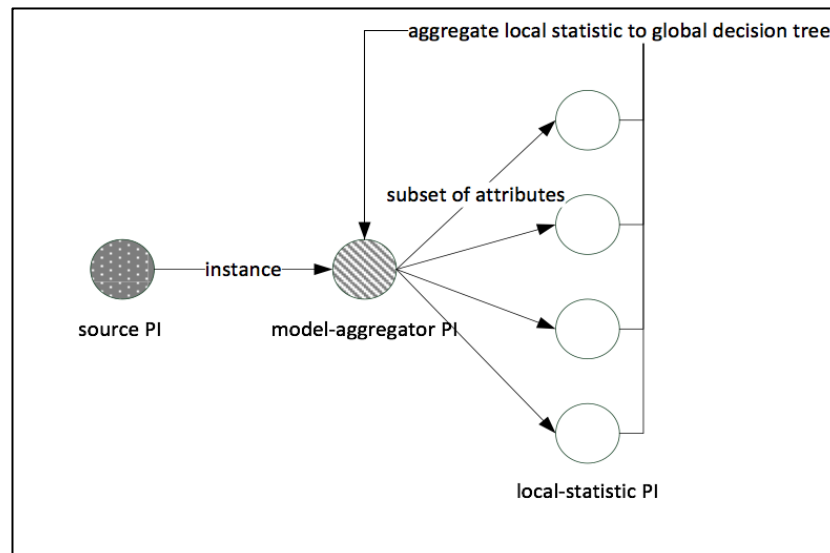 aggregate local statistic to global decision tree
subset of attributes
instance
source PI
model-aggregator PI
local-statistic PI